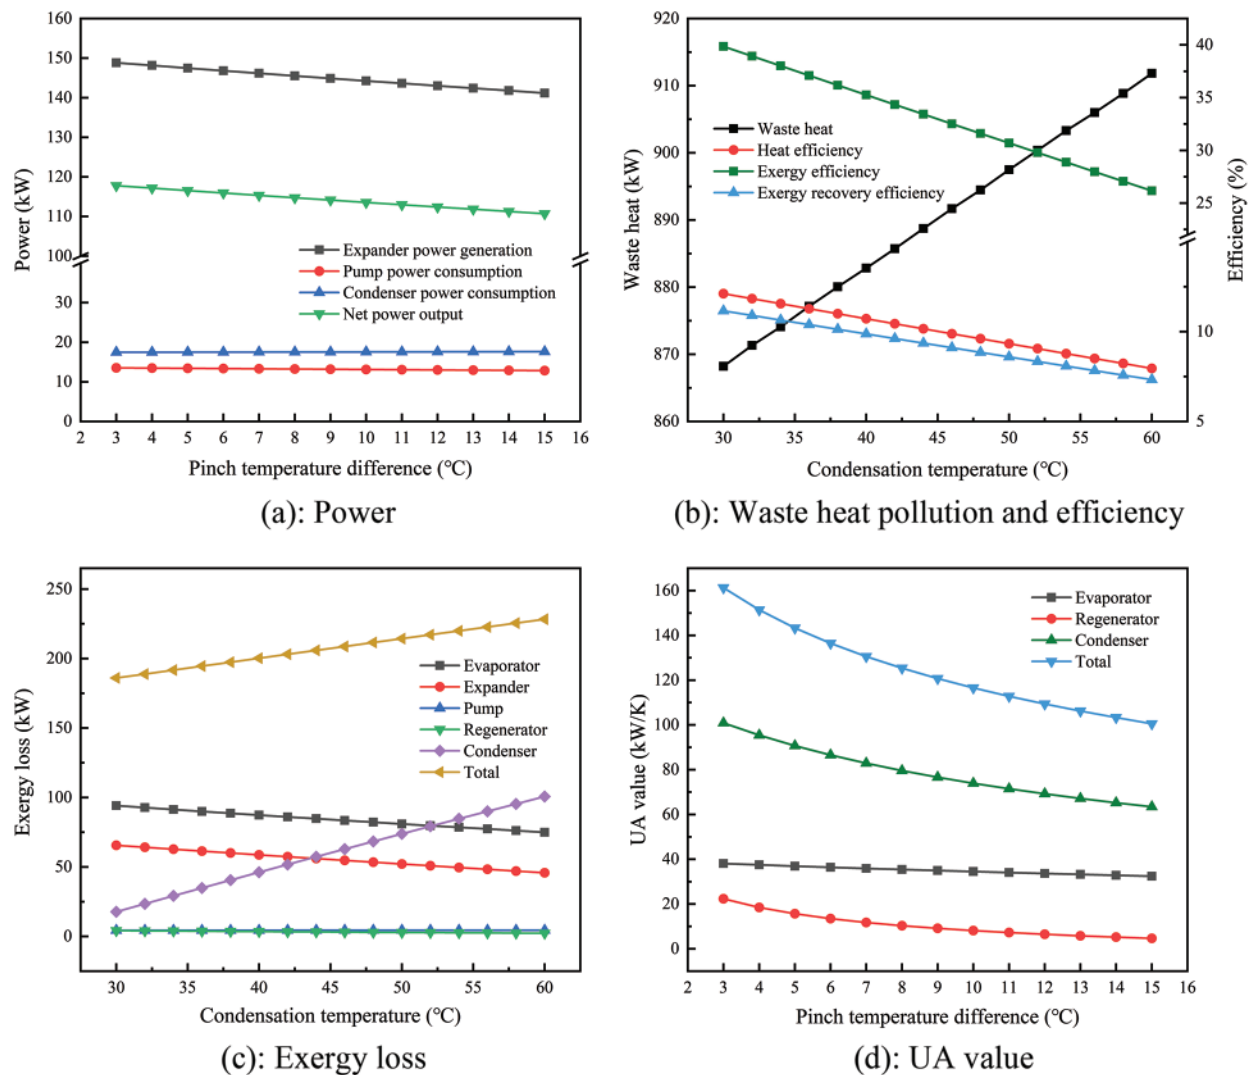 160
150
140
130
120
110
100
30
20
10
0
Power (kW)
Expander power generation
Pump power consumption
Condenser power consumption
Net power output
2 3 4 5 6 7 8 9 10 11 12 13 14 15 16
Pinch temperature difference (℃)
(a): Power
920
910
900
890
880
870
860
Waste heat (kW)
Waste heat
Heat efficiency
Exergy efficiency
Exergy recovery efficiency
40
35
30
25
10
5
Efficiency (%)
30 35 40 45 50 55 60
Condensation temperature (℃)
(b): Waste heat pollution and efficiency
250
200
150
100
50
0
Exergy loss (kW)
Evaporator
Expander
Pump
Regenerator
Condenser
Total
30 35 40 45 50 55 60
Condensation temperature (℃)
(c): Exergy loss
160
140
120
100
80
60
40
20
0
UA value (kW/K)
Evaporator
Regenerator
Condenser
Total
2 3 4 5 6 7 8 9 10 11 12 13 14 15 16
Pinch temperature difference (℃)
(d): UA value